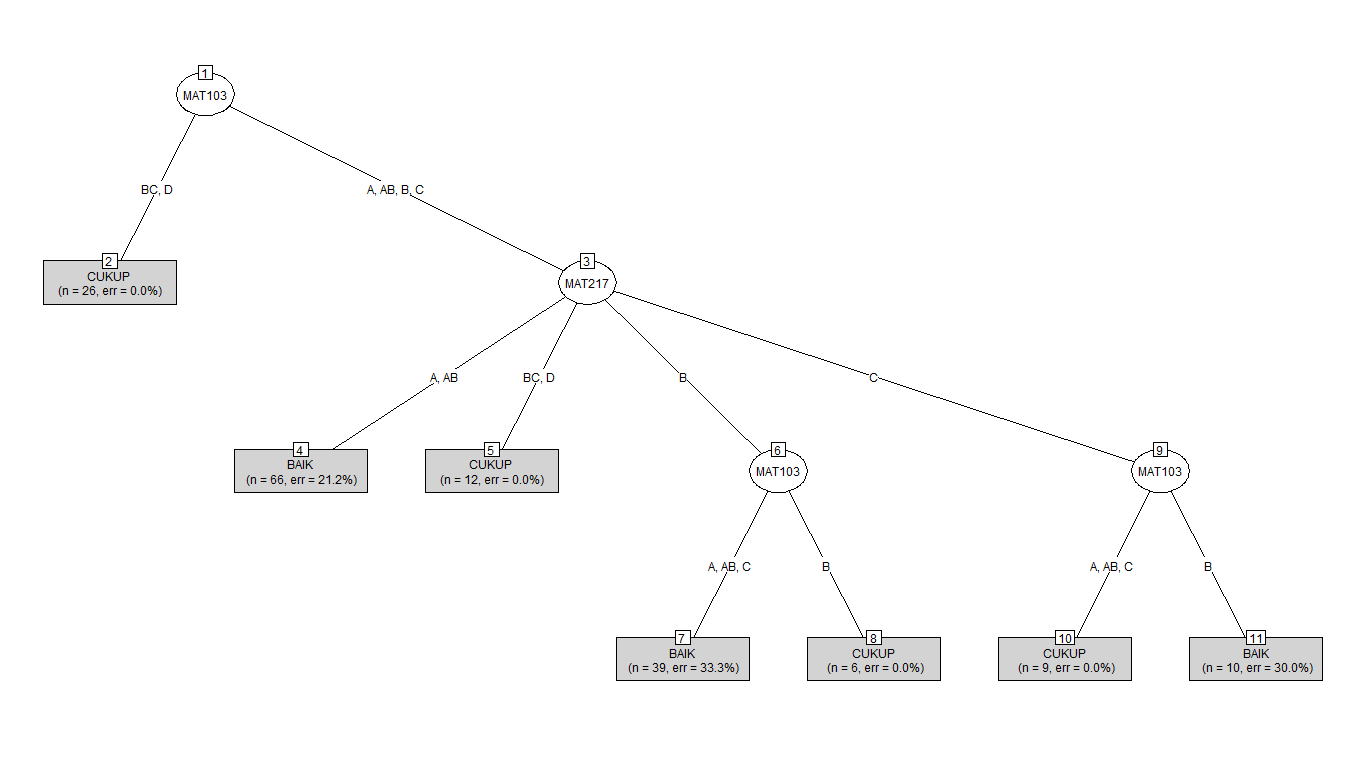 1
MAT103
BC, D
A, AB, B, C
2
CUKUP
(n = 26, err = 0.0%)
3
MAT217
A, AB
BC, D
B
C
4
BAIK
(n = 66, err = 21.2%)
5
CUKUP
(n = 12, err = 0.0%)
6
MAT103
9
MAT103
A, AB, C
B
A, AB, C
B
7
BAIK
(n = 39, err = 33.3%)
8
CUKUP
(n = 6, err = 0.0%)
10
CUKUP
(n = 9, err = 0.0%)
11
BAIK
(n = 10, err = 30.0%)